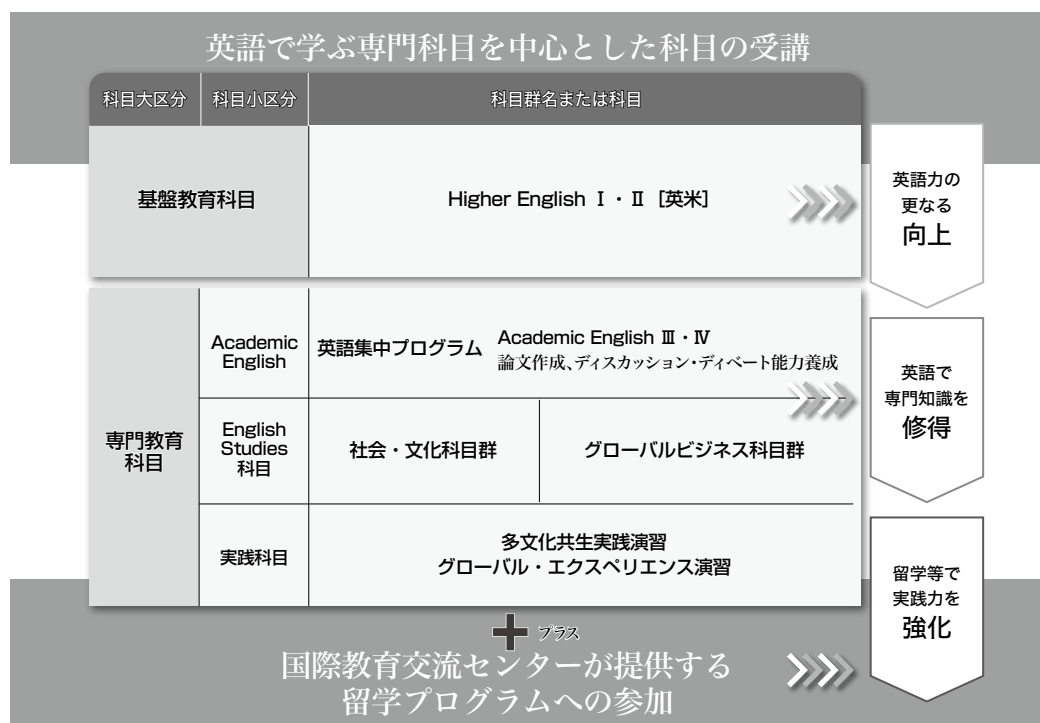 英語で学ぶ専門科目を中心とした科目の受講
科目大区分 科目小区分 科目群名または科目
基盤教育科目
Higher English Ⅰ・Ⅱ［英米］
英語力の
更なる
向上
専門教育
科目
Academic
English
英語集中プログラム
Academic English Ⅲ・Ⅳ
論文作成、ディスカッション・ディベート能力養成
English
Studies
科目
社会・文化科目群
グローバルビジネス科目群
英語で
専門知識を
修得
実践科目
多文化共生実践演習
グローバル・エクスペリエンス演習
留学等で
実践力を
強化
プラス
国際教育交流センターが提供する
留学プログラムへの参加